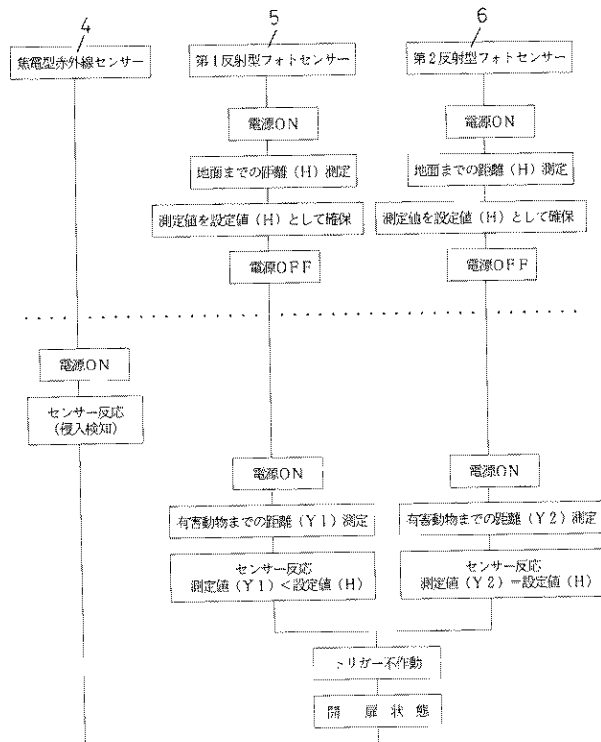 4
5
6
焦電型赤外線センサー
第1反射型フォトセンサー
第2反射型フォトセンサー
電源ON
電源ON
地面までの距離(H)測定
地面までの距離(H)測定
測定値を設定値(H)として確保
測定値を設定値(H)として確保
電源OFF
電源OFF
電源ON
センサー反応
(侵入検知)
電源ON
電源ON
有害動物までの距離(Y1)測定
有害動物までの距離(Y2)測定
センサー反応
測定値(Y1)<設定値(H)
センサー反応
測定値(Y2)=設定値(H)
トリガー不作動
開 扉 状 態